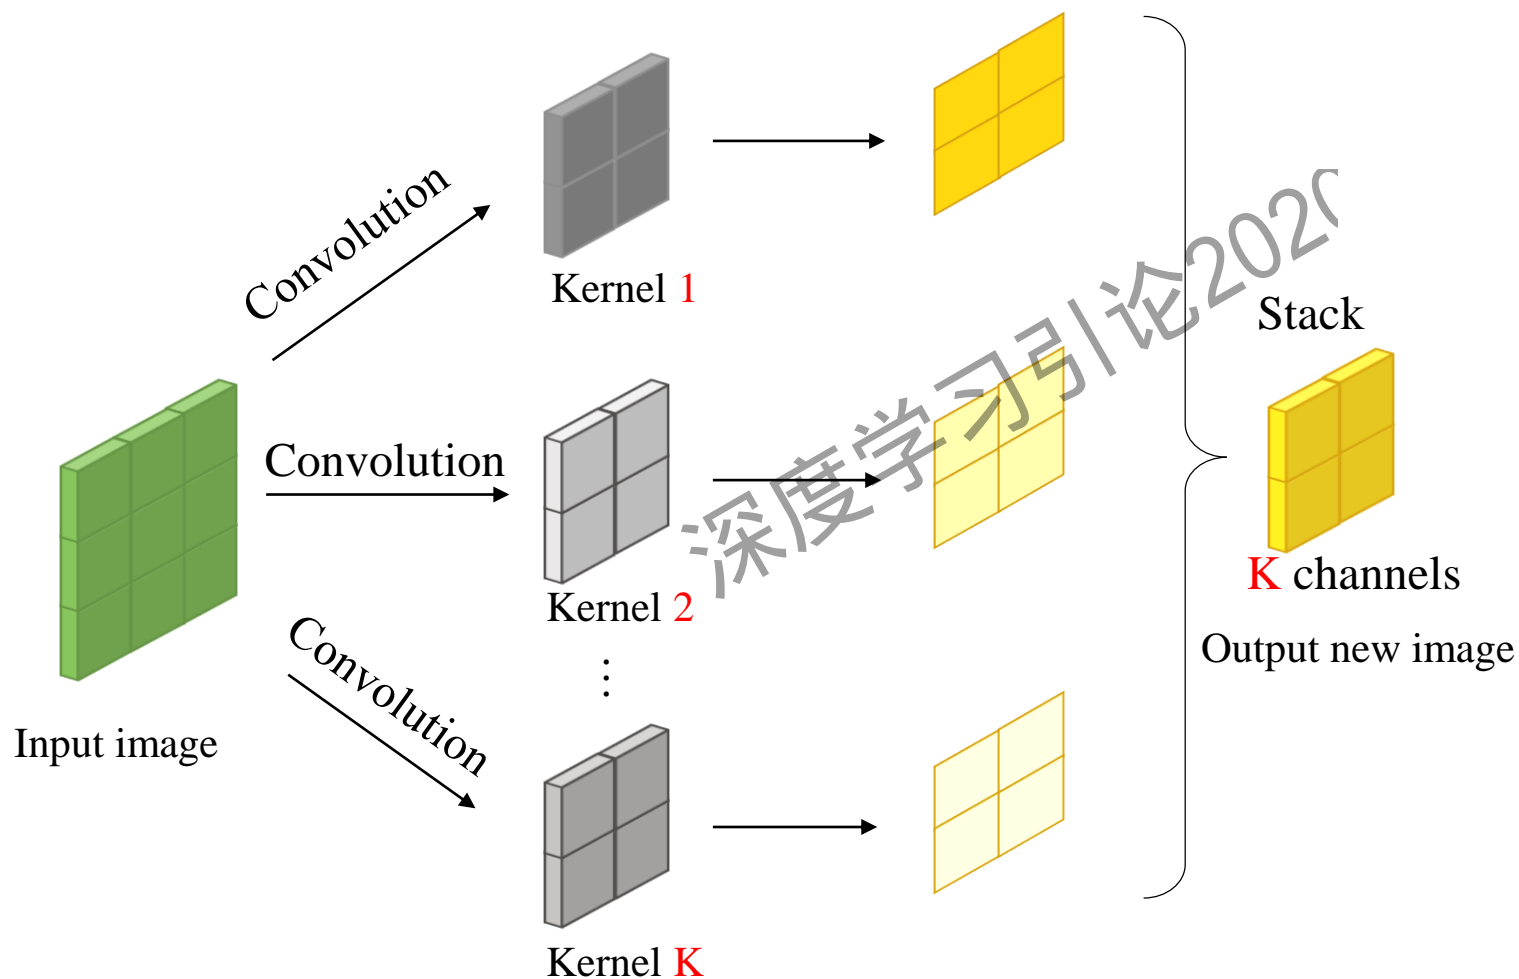 Convolution
Kernel 1
Convolution
Kernel 2
⋮
Convolution
Kernel K
Input image
Stack
K channels
Output new image
深度学习引论2020